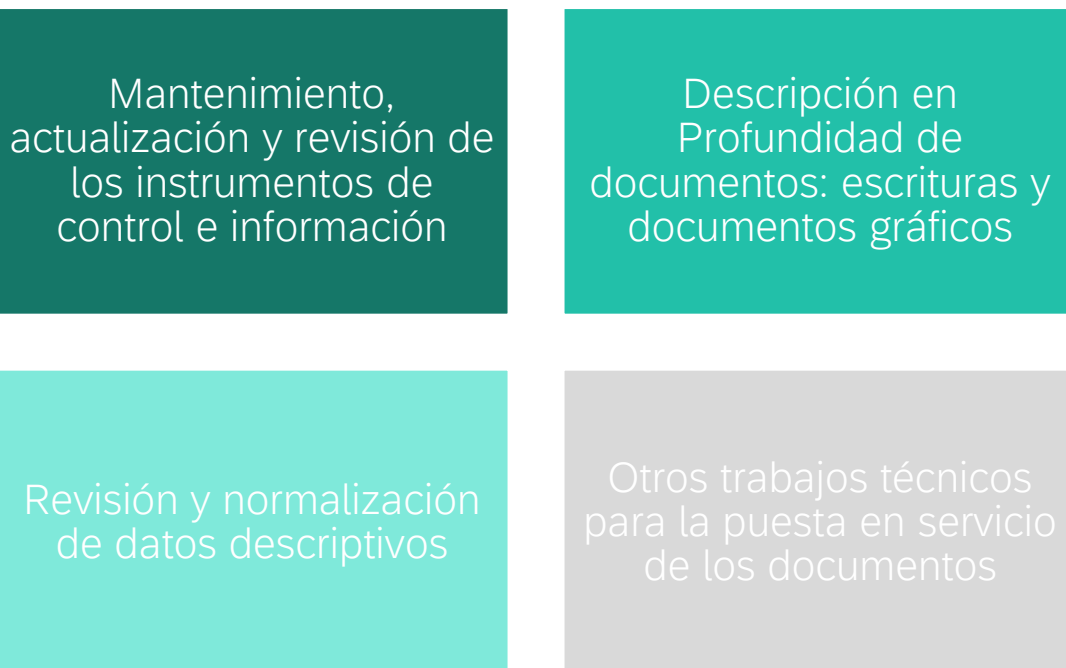 Mantenimiento,
actualización y revisión de
los instrumentos de
control e información
Descripción en
Profundidad de
documentos: escrituras y
documentos gráficos
Revisión y normalización
de datos descriptivos
Otros trabajos técnicos
para la puesta en servicio
de los documentos